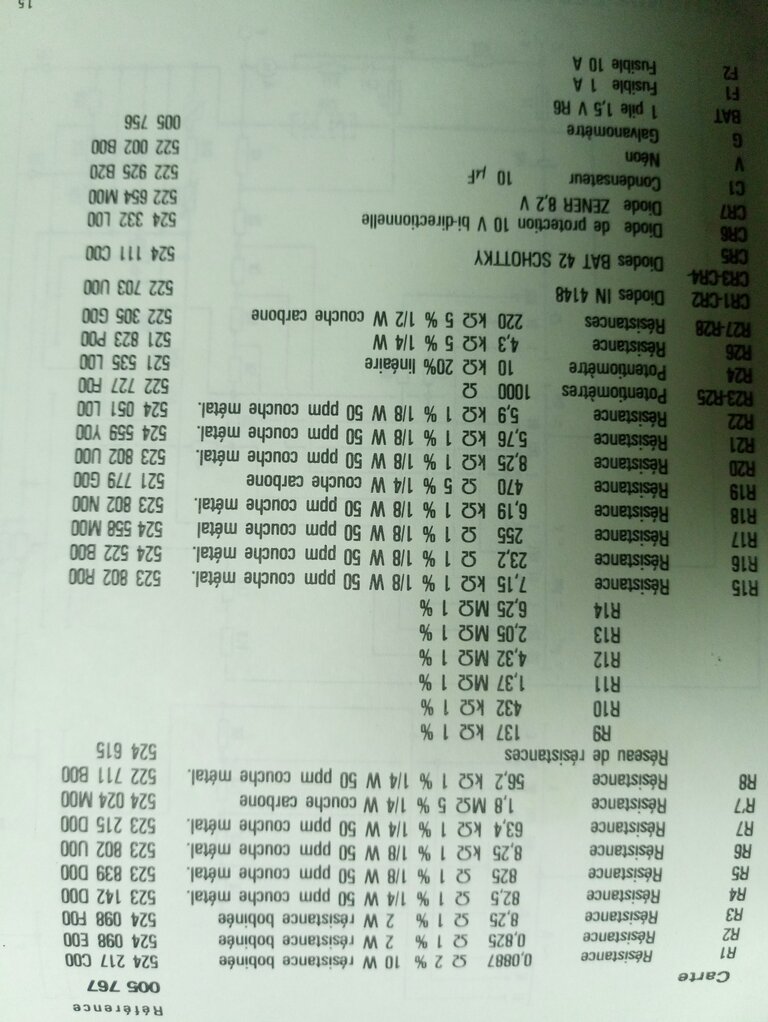 Référence
Carte 005 767
R1 Résistance 0,0887 Ω 2 % 10 W résistance bobinée 524 217 C00
R2 Résistance 0,825 Ω 1 % 2 W résistance bobinée 524 098 E00
R3 Résistance 8,25 Ω 1 % 2 W résistance bobinée 524 098 F00
R4 Résistance 82,5 Ω 1 % 1/4 W 50 ppm couche métal. 523 142 D00
R5 Résistance 825 Ω 1 % 1/8 W 50 ppm couche métal. 523 839 D00
R6 Résistance 8,25 kΩ 1 % 1/8 W 50 ppm couche métal. 523 802 U00
R7 Résistance 63,4 kΩ 1 % 1/4 W 50 ppm couche métal. 523 215 D00
R'7 Résistance 1,8 MΩ 5 % 1/4 W couche carbone 524 024 M00
R8 Résistance 56,2 kΩ 1 % 1/4 W 50 ppm couche métal. 522 711 B00
Réseau de résistances 524 615
R9 137 kΩ 1 %
R10 432 kΩ 1 %
R11 1,37 MΩ 1 %
R12 4,32 MΩ 1 %
R13 2,05 MΩ 1 %
R14 6,25 MΩ 1 %
R15 Résistance 7,15 kΩ 1 % 1/8 W 50 ppm couche métal. 523 802 R00
R16 Résistance 23,2 Ω 1 % 1/8 W 50 ppm couche métal. 524 522 B00
R17 Résistance 255 Ω 1 % 1/8 W 50 ppm couche métal 524 558 M00
R18 Résistance 6,19 kΩ 1 % 1/8 W 50 ppm couche métal. 523 802 N00
R19 Résistance 470 Ω 5 % 1/4 W couche carbone 521 779 G00
R20 Résistance 8,25 kΩ 1 % 1/8 W 50 ppm couche métal. 523 802 U00
R21 Résistance 5,76 kΩ 1 % 1/8 W 50 ppm couche métal. 524 559 Y00
R22 Résistance 5,9 kΩ 1 % 1/8 W 50 ppm couche métal. 524 051 L00
R23-R25 Potentiomètres 1000 Ω 522 727 F00
R24 Potentiomètre 10 kΩ 20% linéaire 521 535 L00
R26 Résistance 4,3 kΩ 5 % 1/4 W 521 823 P00
R27-R28 Résistances 220 kΩ 5 % 1/2 W couche carbone 522 305 G00
CR1-CR2 Diodes IN 4148 522 703 U00
CR3-CR4-
CR5 Diodes BAT 42 SCHOTTKY 524 111 C00
CR6 Diode de protection 10 V bi-directionnelle 524 332 L00
CR7 Diode ZENER 8,2 V 522 654 M00
C1 Condensateur 10 µF 522 925 B20
V Néon 522 002 B00
G Galvanomètre 005 756
BAT 1 pile 1,5 V R6
F1 Fusible 1 A
F2 Fusible 10 A
15